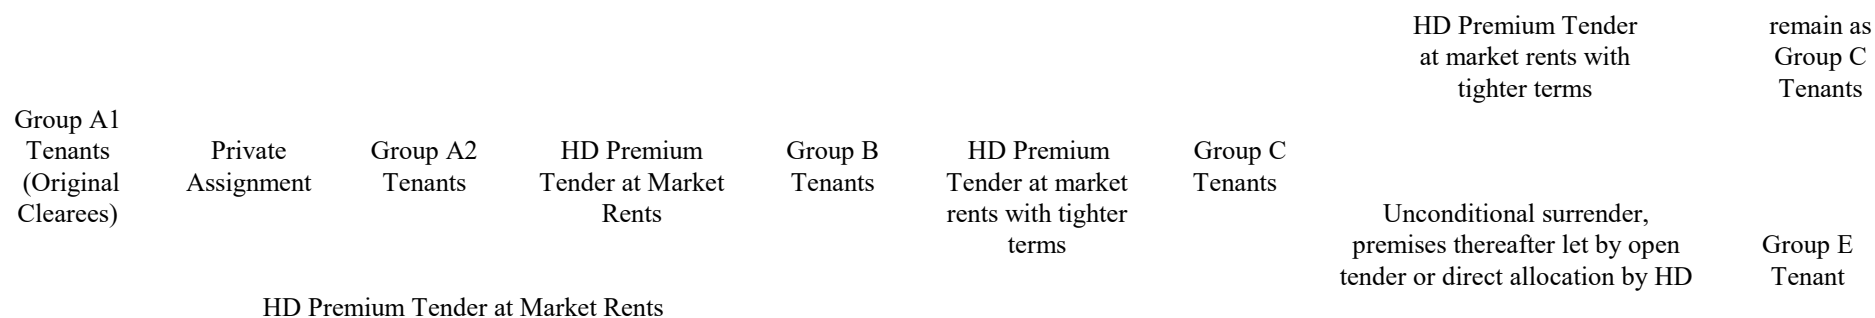 HD Premium Tender
at market rents with
tighter terms
remain as
Group C
Tenants
Group A1
Tenants
(Original
Clearees)
Private
Assignment
Group A2
Tenants
HD Premium
Tender at Market
Rents
Group B
Tenants
HD Premium
Tender at market
rents with tighter
terms
Group C
Tenants
Unconditional surrender,
premises thereafter let by open
tender or direct allocation by HD
Group E
Tenant
HD Premium Tender at Market Rents